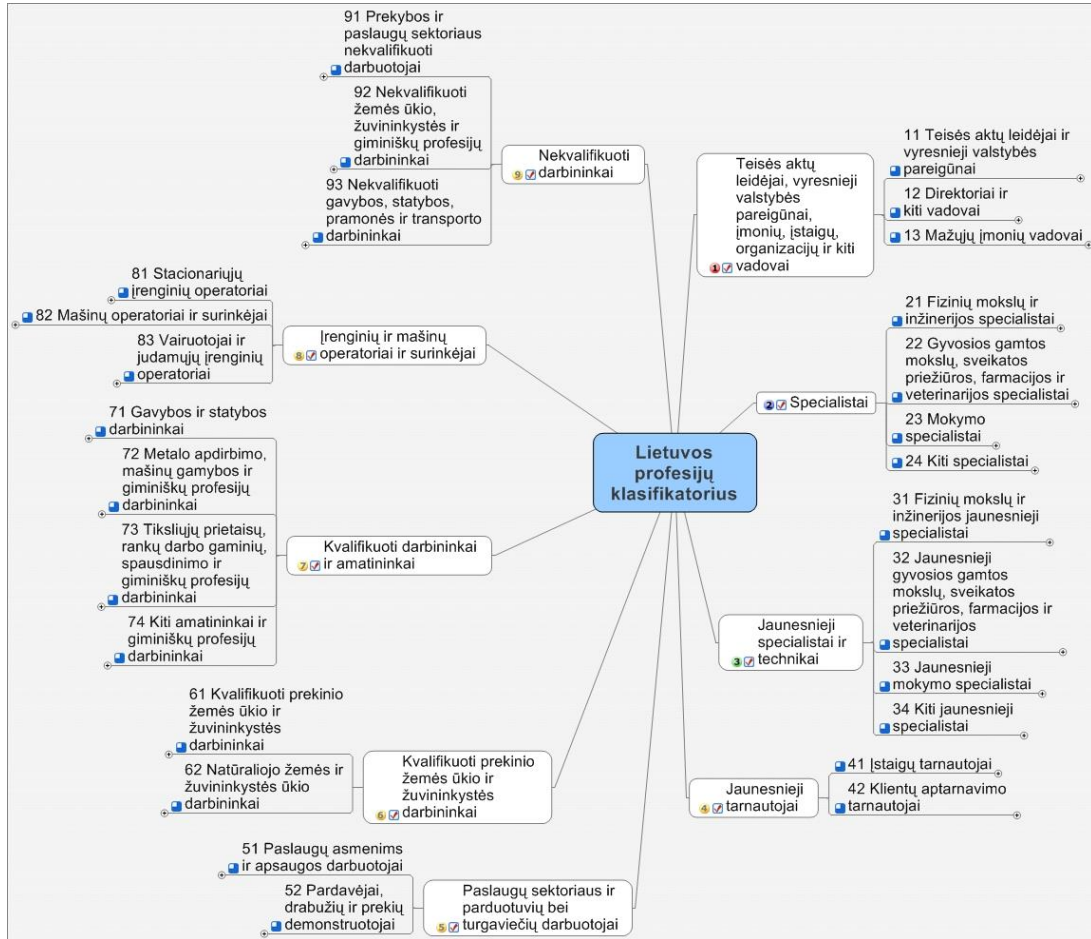 Lietuvos
profesijų
klasifikatorius
1
Teisės aktų
leidėjai, vyresnieji
valstybės
pareigūnai,
įmonių, įstaigų,
organizacijų ir kiti
vadovai
11 Teisės aktų leidėjai ir
vyresnieji valstybės
pareigūnai
12 Direktoriai ir
kiti vadovai
13 Mažųjų įmonių vadovai
2 Specialistai
21 Fizinių mokslų ir
inžinerijos specialistai
22 Gyvosios gamtos
mokslų, sveikatos
priežiūros, farmacijos ir
veterinarijos specialistai
23 Mokymo
specialistai
24 Kiti specialistai
3
Jaunesnieji
specialistai ir
technikai
31 Fizinių mokslų ir
inžinerijos jaunesnieji
specialistai
32 Jaunesnieji
gyvosios gamtos
mokslų, sveikatos
priežiūros, farmacijos ir
veterinarijos
specialistai
33 Jaunesnieji
mokymo specialistai
34 Kiti jaunesnieji
specialistai
4
Jaunesnieji
tarnautojai
41 Įstaigų tarnautojai
42 Klientų aptarnavimo
tarnautojai
5
Paslaugų sektoriaus ir
parduotuvių bei
turgaviečių darbuotojai
51 Paslaugų asmenims
ir apsaugos darbuotojai
52 Pardavėjai,
drabužių ir prekių
demonstruotojai
6
Kvalifikuoti prekinio
žemės ūkio ir
žuvininkystės
darbininkai
61 Kvalifikuoti prekinio
žemės ūkio ir
žuvininkystės
darbininkai
62 Natūraliojo žemės ir
žuvininkystės ūkio
darbininkai
7
Kvalifikuoti darbininkai
ir amatininkai
71 Gavybos ir statybos
darbininkai
72 Metalo apdirbimo,
mašinų gamybos ir
giminiškų profesijų
darbininkai
73 Tiksliųjų prietaisų,
rankų darbo gaminių,
spausdinimo ir
giminiškų profesijų
darbininkai
74 Kiti amatininkai ir
giminiškų profesijų
darbininkai
8
Įrenginių ir mašinų
operatoriai ir surinkėjai
81 Stacionariųjų
įrenginių operatoriai
82 Mašinų operatoriai ir surinkėjai
83 Vairuotojai ir
judamųjų įrenginių
operatoriai
9
Nekvalifikuoti
darbininkai
91 Prekybos ir
paslaugų sektoriaus
nekvalifikuoti
darbuotojai
92 Nekvalifikuoti
žemės ūkio,
žuvininkystės ir
giminiškų profesijų
darbininkai
93 Nekvalifikuoti
gavybos, statybos,
pramonės ir transporto
darbininkai